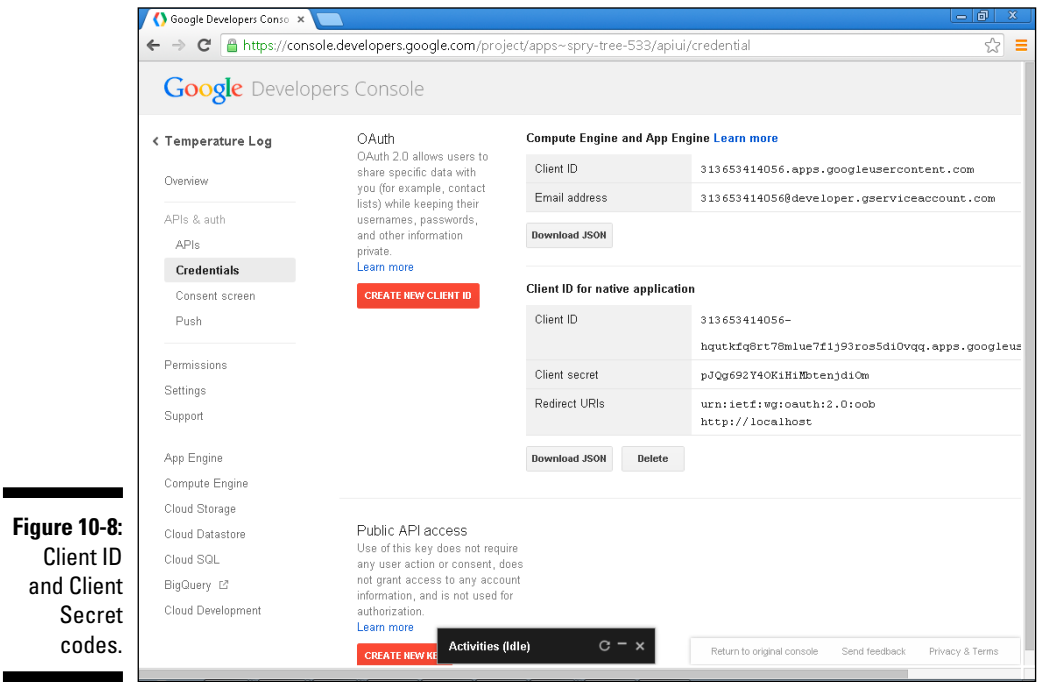 Google Developers Conso
https://console.developers.google.com/project/apps~spry-tree-533/apiui/credential
Google Developers Console
Temperature Log
Overview
APIs & auth
APIs
Credentials
Consent screen
Push
Permissions
Settings
Support
App Engine
Compute Engine
Cloud Storage
Cloud Datastore
Cloud SQL
BigQuery
Cloud Development
OAuth
OAuth 2.0 allows users to
share specific data with
you (for example, contact
lists) while keeping their
usernames, passwords,
and other information
private.
Learn more
CREATE NEW CLIENT ID
Compute Engine and App Engine Learn more
Client ID 313653414056.apps.googleusercontent.com
Email address 313653414056@developer.gserviceaccount.com
Download JSON
Client ID for native application
Client ID 313653414056-
hqutkfq8rt78mlue7f1j93ros5di0vqq.apps.googleus
Client secret pJQg692Y4OKiHiMbtenjdiOm
Redirect URIs urn:ietf:wg:oauth:2.0:oob
http://localhost
Download JSON Delete
Public API access
Use of this key does not require
any user action or consent, does
not grant access to any account
information, and is not used for
authorization.
Learn more
CREATE NEW KE
Activities (Idle)
Return to original console Send feedback Privacy & Terms
Figure 10-8:
Client ID
and Client
Secret
codes.